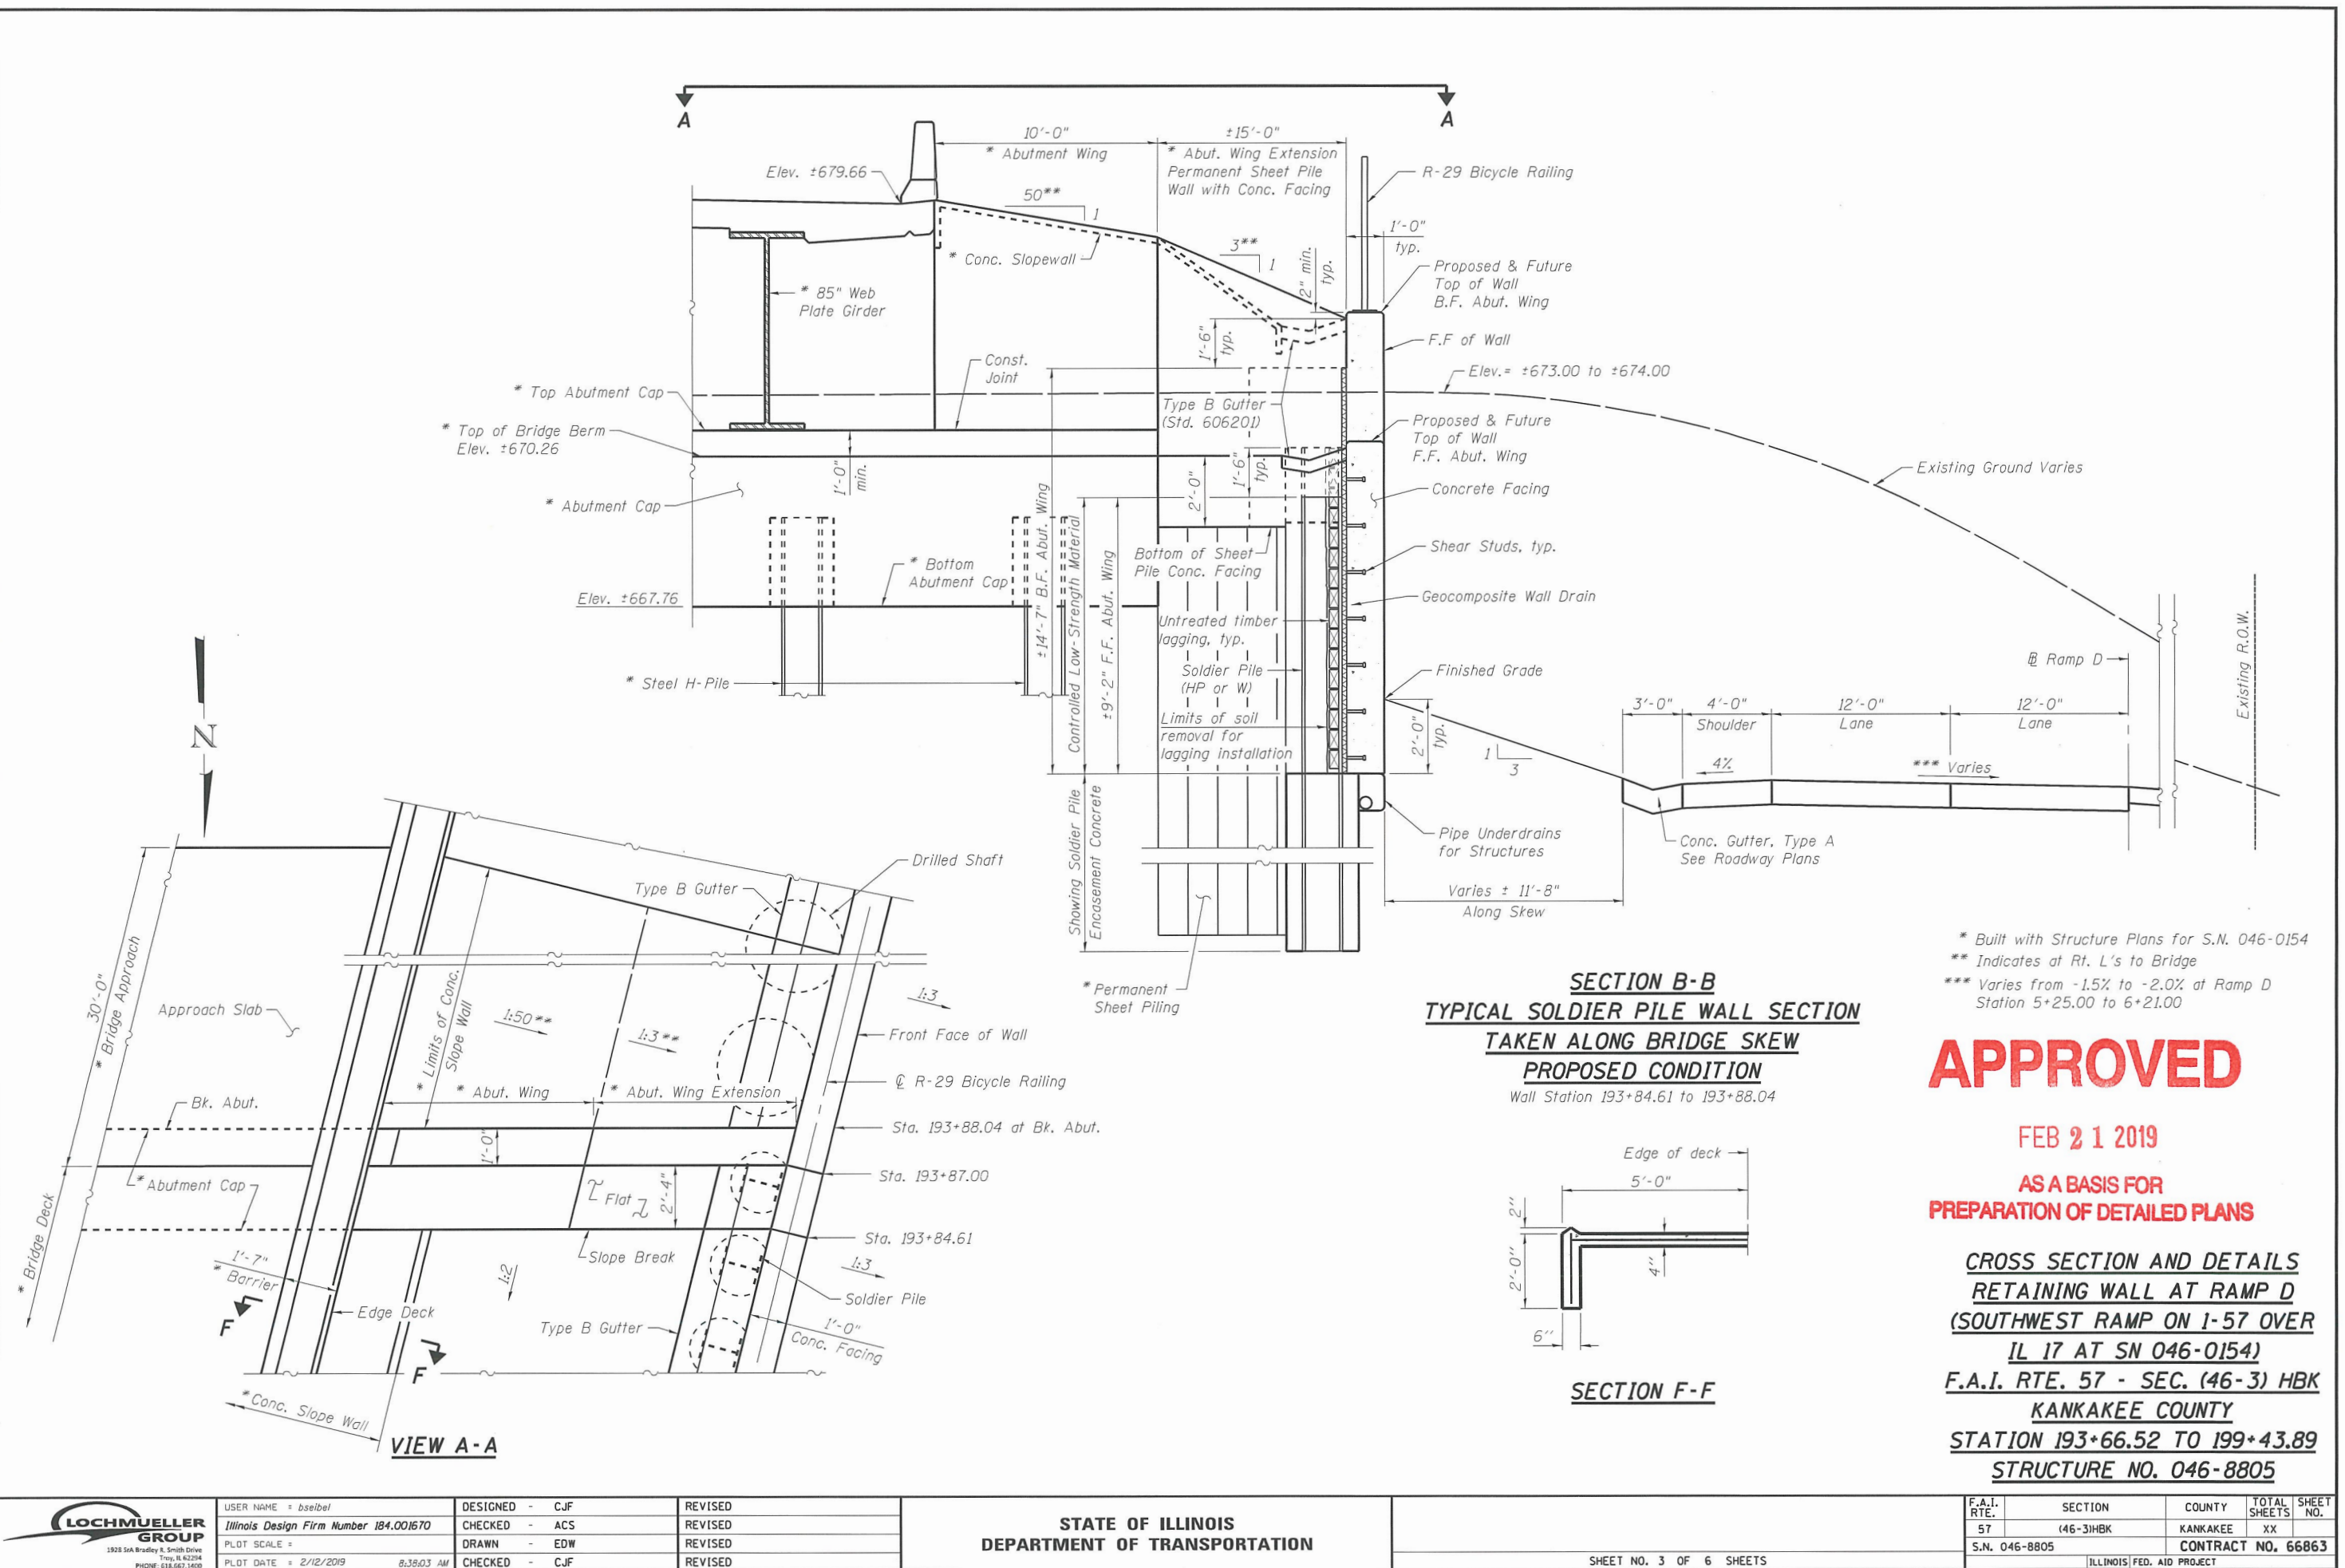 A
A
10'-0"
* Abutment Wing
±15'-0"
* Abut. Wing Extension
Permanent Sheet Pile
Wall with Conc. Facing
Elev. ±679.66
50**
1
R-29 Bicycle Railing
1'-0"
typ.
* Conc. Slopewall
3**
1
2" min.
typ.
Proposed & Future
Top of Wall
B.F. Abut. Wing
* 85" Web
Plate Girder
1'-6"
typ.
F.F of Wall
Const.
Joint
Elev.= ±673.00 to ±674.00
* Top Abutment Cap
Type B Gutter
(Std. 606201)
Proposed & Future
Top of Wall
F.F. Abut. Wing
* Top of Bridge Berm
Elev. ±670.26
1'-0"
min.
2'-0"
1'-6"
typ.
Existing Ground Varies
Concrete Facing
* Abutment Cap
±14'-7" B.F. Abut. Wing
Controlled Low-Strength Material
±9'-2" F.F. Abut. Wing
Bottom of Sheet
Pile Conc. Facing
Shear Studs, typ.
* Bottom
Abutment Cap
Elev. ±667.76
Geocomposite Wall Drain
Untreated timber
lagging, typ.
Soldier Pile
(HP or W)
Limits of soil
removal for
lagging installation
* Steel H-Pile
Finished Grade
2'-0"
typ.
1
3
℄ Ramp D
Existing R.O.W.
3'-0"
4'-0"
Shoulder
12'-0"
Lane
12'-0"
Lane
4%
*** Varies
Showing Soldier Pile
Encasement Concrete
Pipe Underdrains
for Structures
Conc. Gutter, Type A
See Roadway Plans
Varies ± 11'-8"
Along Skew
* Permanent
Sheet Piling
SECTION B-B
TYPICAL SOLDIER PILE WALL SECTION
TAKEN ALONG BRIDGE SKEW
PROPOSED CONDITION
Wall Station 193+84.61 to 193+88.04
* Built with Structure Plans for S.N. 046-0154
** Indicates at Rt. L's to Bridge
*** Varies from -1.5% to -2.0% at Ramp D
Station 5+25.00 to 6+21.00
APPROVED
FEB 21 2019
AS A BASIS FOR
PREPARATION OF DETAILED PLANS
N
Drilled Shaft
Type B Gutter
30'-0"
* Bridge Approach
Approach Slab
* Limits of Conc.
Slope Wall
1:50**
1:3**
1:3
Front Face of Wall
℄ R-29 Bicycle Railing
* Abut. Wing
* Abut. Wing Extension
Bk. Abut.
Sta. 193+88.04 at Bk. Abut.
1'-0"
Sta. 193+87.00
* Abutment Cap
Flat
2'-4"
* Bridge Deck
Sta. 193+84.61
Slope Break
1'-7"
* Barrier
1:2
1:3
F
Edge Deck
Soldier Pile
Type B Gutter
1'-0"
Conc. Facing
F
* Conc. Slope Wall
VIEW A-A
Edge of deck
5'-0"
2"
2'-0"
4"
6"
SECTION F-F
CROSS SECTION AND DETAILS
RETAINING WALL AT RAMP D
(SOUTHWEST RAMP ON I-57 OVER
IL 17 AT SN 046-0154)
F.A.I. RTE. 57 - SEC. (46-3) HBK
KANKAKEE COUNTY
STATION 193+66.52 TO 199+43.89
STRUCTURE NO. 046-8805
LOCHMUELLER
GROUP
1928 SrA Bradley R. Smith Drive
Troy, IL 62294
PHONE: 618.667.1400
USER NAME = bseibel
Illinois Design Firm Number 184.001670
PLOT SCALE =
PLOT DATE = 2/12/2019 8:38:03 AM
DESIGNED - CJF
CHECKED - ACS
DRAWN - EDW
CHECKED - CJF
REVISED
REVISED
REVISED
REVISED
STATE OF ILLINOIS
DEPARTMENT OF TRANSPORTATION
SHEET NO. 3 OF 6 SHEETS
F.A.I. RTE.
SECTION
COUNTY
TOTAL SHEETS
SHEET NO.
57
(46-3)HBK
KANKAKEE
XX
S.N. 046-8805
CONTRACT NO. 66863
ILLINOIS FED. AID PROJECT